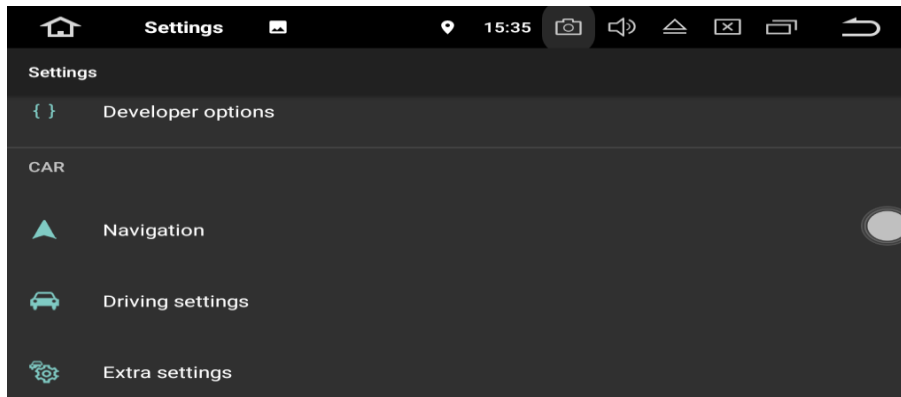 Settings 15:35
Settings
{ } Developer options
CAR
Navigation
Driving settings
Extra settings